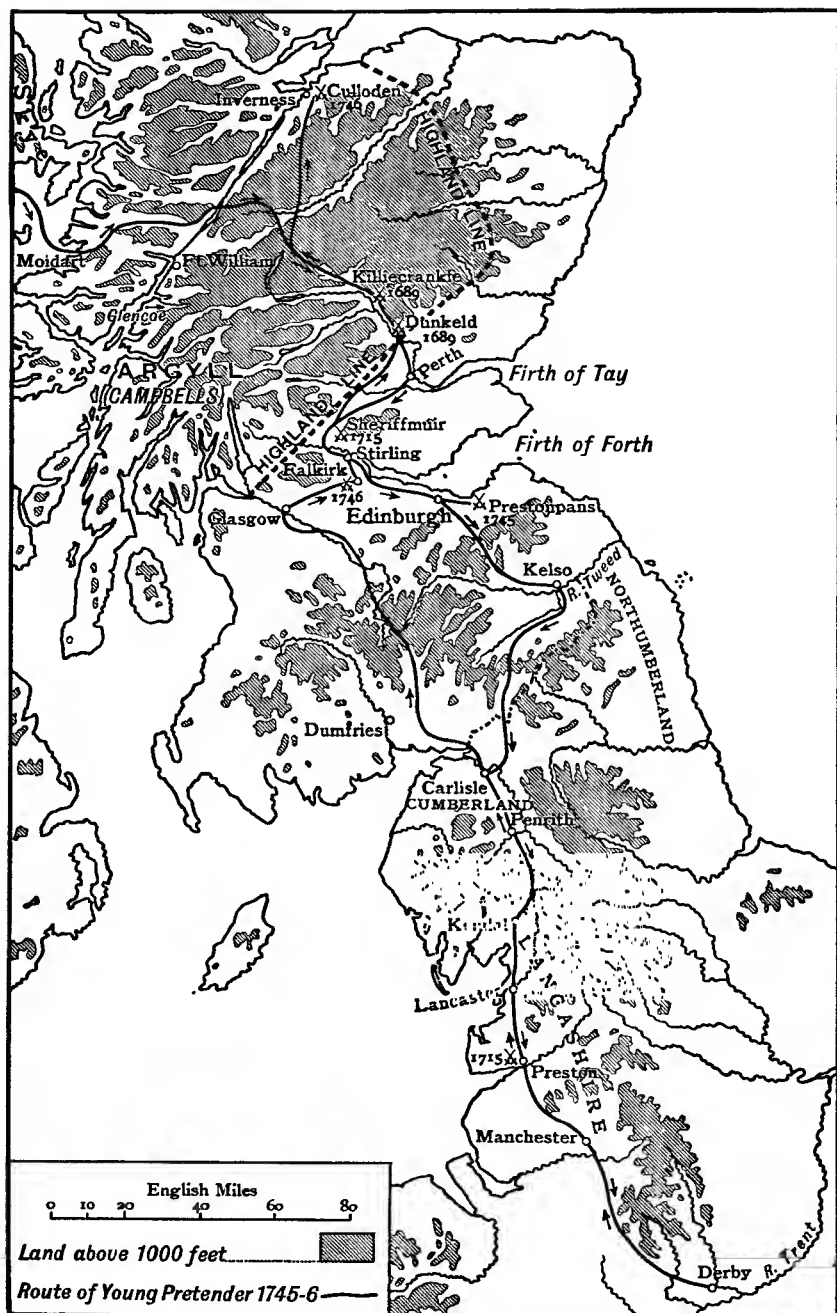 Inverness
Culloden
1746
HIGHLAND LINE
Moidart
Ft. William
Killiecrankie
1689
Glencoe
Dunkeld
1689
ARGYLL
(CAMPBELLS)
HIGHLAND LINE
Perth
Firth of Tay
Sheriffmuir
1715
Stirling
Firth of Forth
Falkirk
1746
Glasgow
Edinburgh
Prestonpans
1745
Kelso
R. Tweed
NORTHUMBERLAND
Dumfries
Carlisle
CUMBERLAND
Penrith
LANCASHIRE
Lancaster
1715
Preston
Manchester
Derby
R. Trent
English Miles
0 10 20 40 60 80
Land above 1000 feet
Route of Young Pretender 1745-6